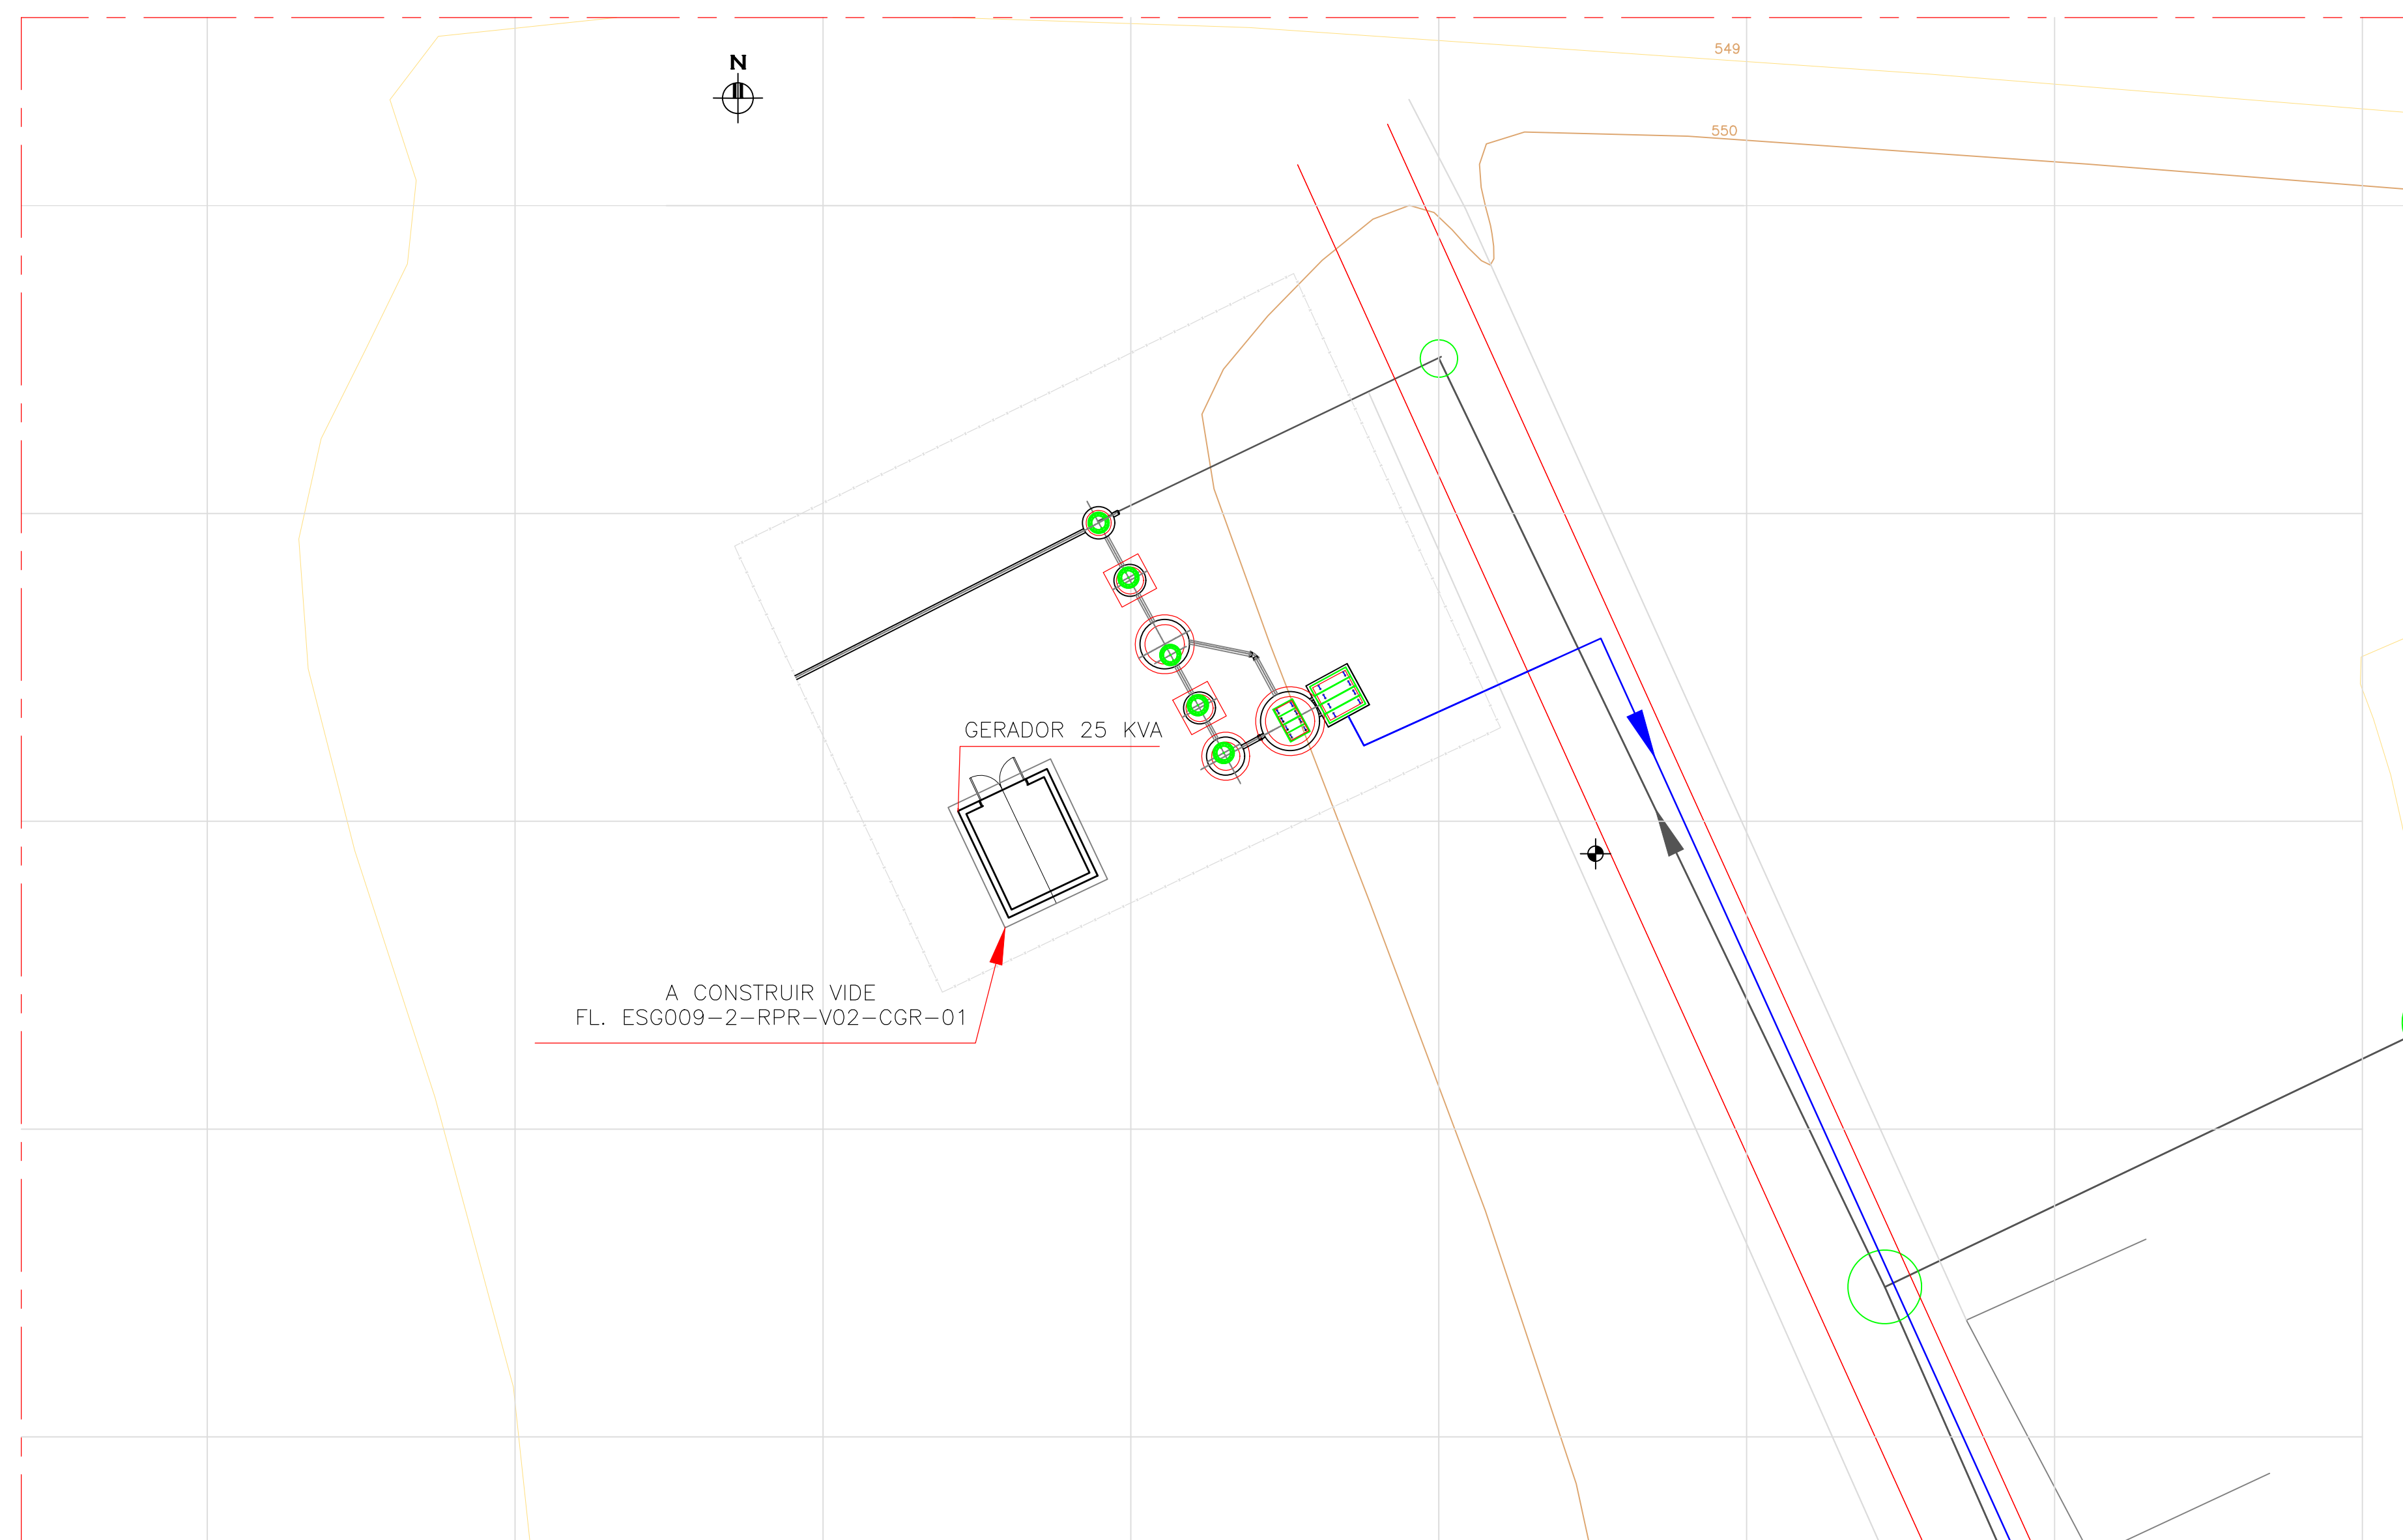 549
N
550
GERADOR 25 KVA
A CONSTRUIR VIDE
FL. ESG009-2-RPR-V02-CGR-01